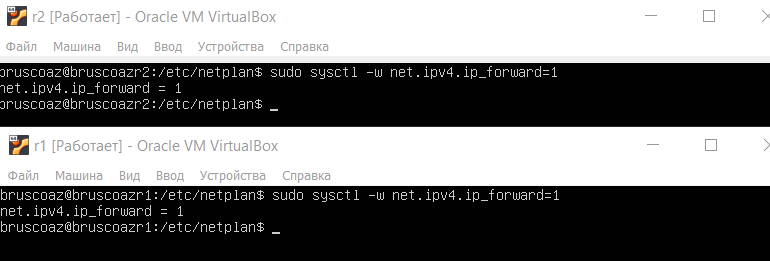 r2 [Работает] - Oracle VM VirtualBox
Файл Машина Вид Ввод Устройства Справка
bruscoaz@bruscoazr2:/etc/netplan$ sudo sysctl -w net.ipv4.ip_forward=1
net.ipv4.ip_forward = 1
bruscoaz@bruscoazr2:/etc/netplan$ _
r1 [Работает] - Oracle VM VirtualBox
Файл Машина Вид Ввод Устройства Справка
bruscoaz@bruscoazr1:/etc/netplan$ sudo sysctl -w net.ipv4.ip_forward=1
net.ipv4.ip_forward = 1
bruscoaz@bruscoazr1:/etc/netplan$ _